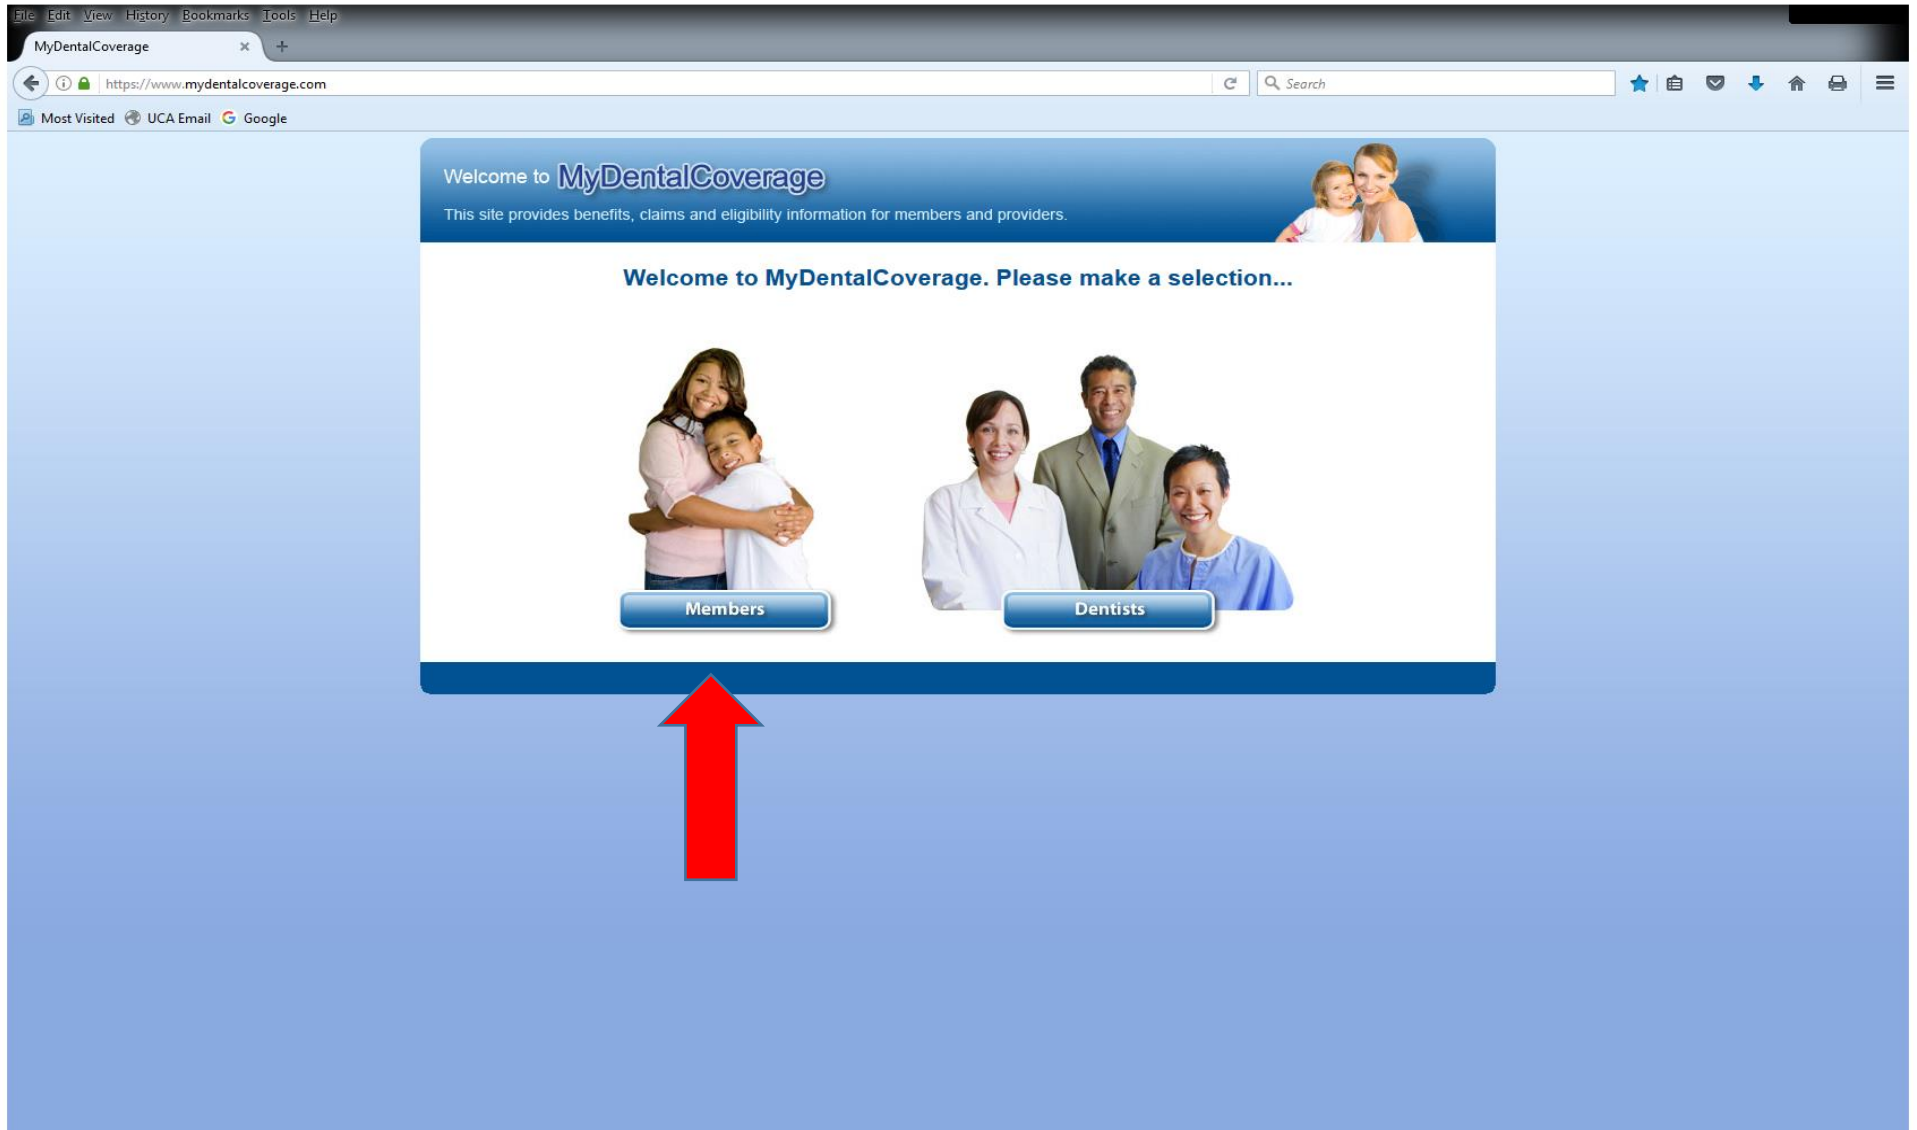 File Edit View History Bookmarks Tools Help
MyDentalCoverage
https://www.mydentalcoverage.com
Search
Most Visited UCA Email Google
Welcome to MyDentalCoverage
This site provides benefits, claims and eligibility information for members and providers.
Welcome to MyDentalCoverage. Please make a selection...
Members Dentists